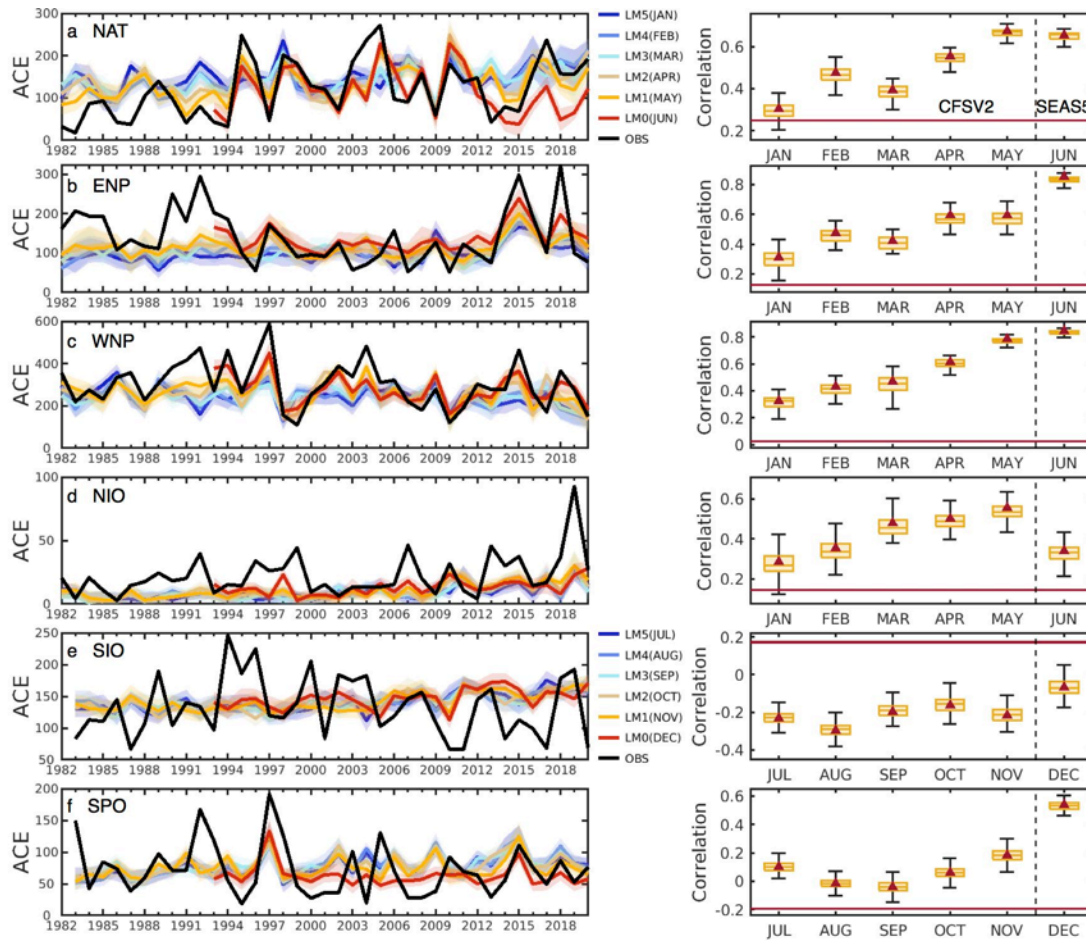 a NAT
ACE
300
200
100
0
1982 1985 1988 1991 1994 1997 2000 2003 2006 2009 2012 2015 2018
LM5(JAN)
LM4(FEB)
LM3(MAR)
LM2(APR)
LM1(MAY)
LM0(JUN)
OBS
Correlation
0.6
0.4
0.2
CFSV2
SEAS5
JAN FEB MAR APR MAY JUN
b ENP
ACE
300
200
100
0
1982 1985 1988 1991 1994 1997 2000 2003 2006 2009 2012 2015 2018
Correlation
0.8
0.6
0.4
0.2
JAN FEB MAR APR MAY JUN
c WNP
ACE
600
400
200
0
1982 1985 1988 1991 1994 1997 2000 2003 2006 2009 2012 2015 2018
Correlation
0.8
0.6
0.4
0.2
0
JAN FEB MAR APR MAY JUN
d NIO
ACE
100
50
0
1982 1985 1988 1991 1994 1997 2000 2003 2006 2009 2012 2015 2018
Correlation
0.6
0.4
0.2
JAN FEB MAR APR MAY JUN
e SIO
ACE
250
200
150
100
50
1982 1985 1988 1991 1994 1997 2000 2003 2006 2009 2012 2015 2018
LM5(JUL)
LM4(AUG)
LM3(SEP)
LM2(OCT)
LM1(NOV)
LM0(DEC)
OBS
Correlation
0.2
0
-0.2
-0.4
JUL AUG SEP OCT NOV DEC
f SPO
ACE
200
150
100
50
0
1982 1985 1988 1991 1994 1997 2000 2003 2006 2009 2012 2015 2018
Correlation
0.6
0.4
0.2
0
-0.2
JUL AUG SEP OCT NOV DEC